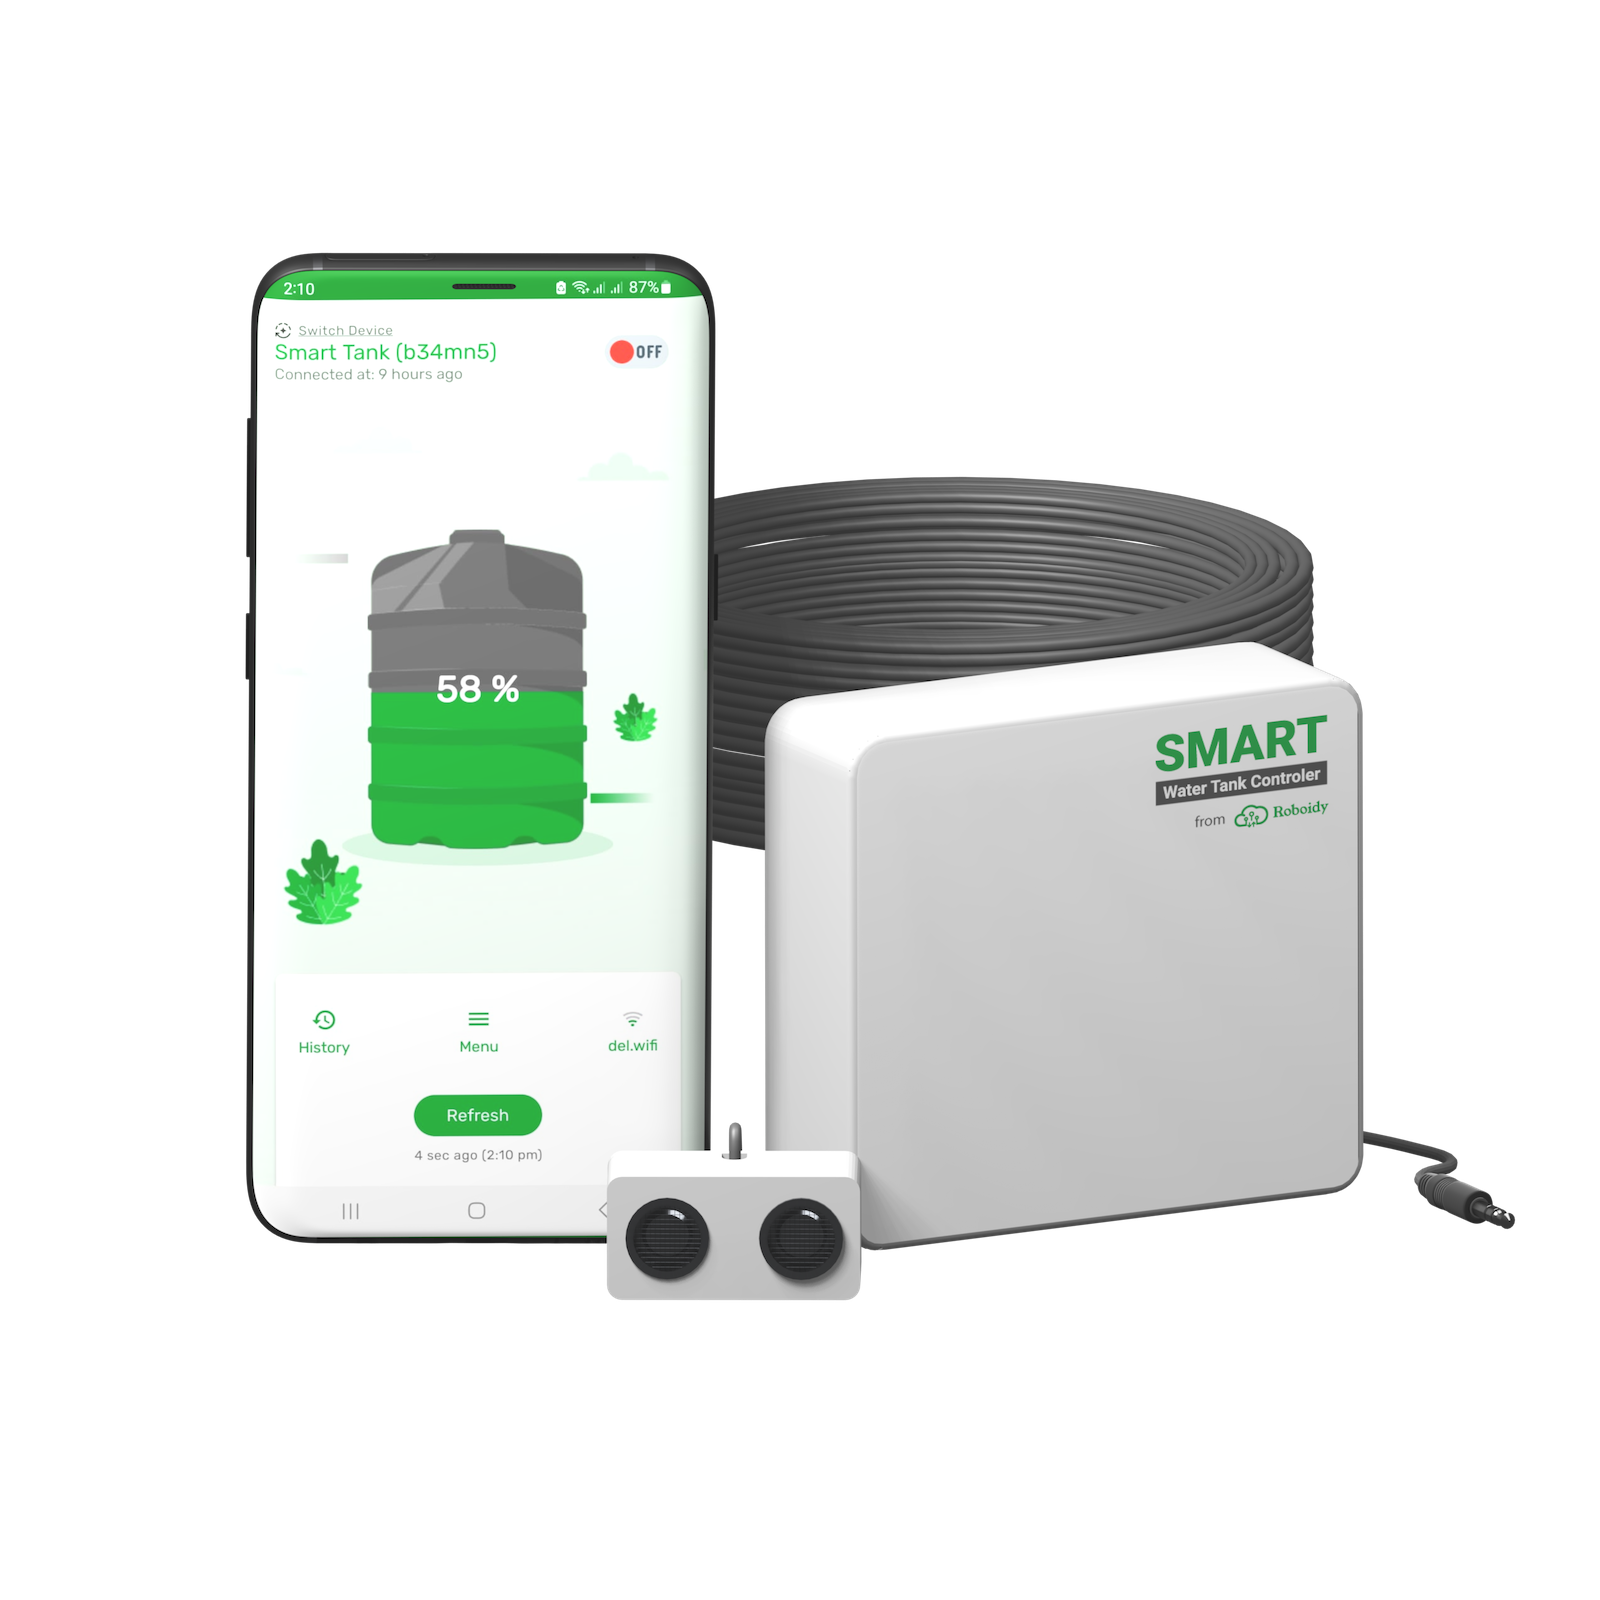 2:10
87%
Switch Device
Smart Tank (b34mn5)
OFF
Connected at: 9 hours ago
58 %
History
Menu
del.wifi
Refresh
4 sec ago (2:10 pm)
SMART
Water Tank Controler
from Roboidy